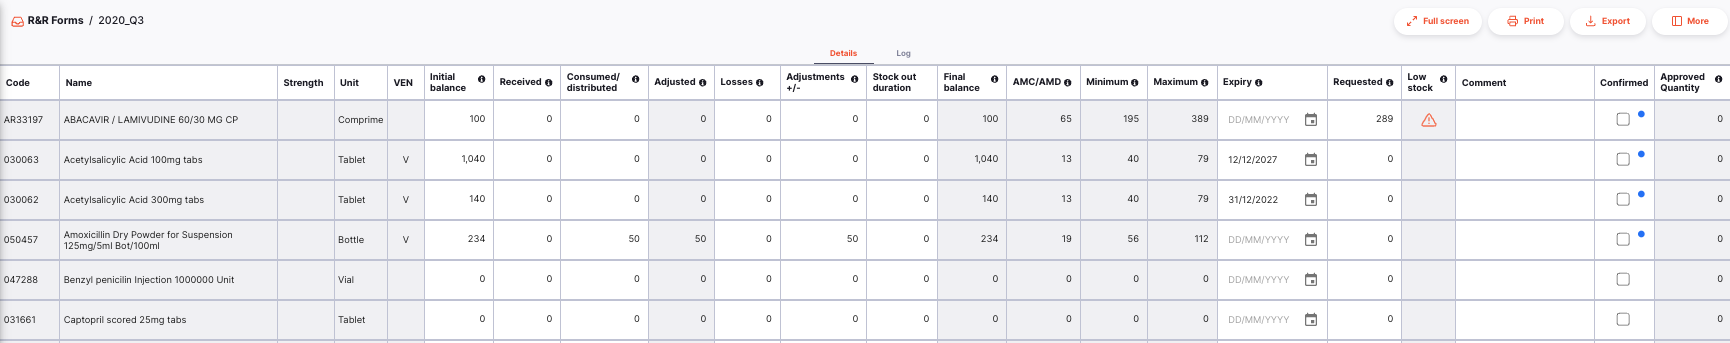 R&R Forms / 2020_Q3
Full screen Print Export More
Details Log
Code Name Strength Unit VEN Initial balance Received Consumed/ distributed Adjusted Losses Adjustments +/- Stock out duration Final balance AMC/AMD Minimum Maximum Expiry Requested Low stock Comment Confirmed Approved Quantity
AR33197 ABACAVIR / LAMIVUDINE 60/30 MG CP Comprime 100 0 0 0 0 0 0 100 65 195 389 DD/MM/YYYY 289 0
030063 Acetylsalicylic Acid 100mg tabs Tablet V 1,040 0 0 0 0 0 0 1,040 13 40 79 12/12/2027 0 0
030062 Acetylsalicylic Acid 300mg tabs Tablet V 140 0 0 0 0 0 0 140 13 40 79 31/12/2022 0 0
050457 Amoxicillin Dry Powder for Suspension 125mg/5ml Bot/100ml Bottle V 234 0 50 50 0 50 0 234 19 56 112 DD/MM/YYYY 0 0
047288 Benzyl penicilin Injection 1000000 Unit Vial 0 0 0 0 0 0 0 0 0 0 0 DD/MM/YYYY 0 0
031661 Captopril scored 25mg tabs Tablet 0 0 0 0 0 0 0 0 0 0 0 DD/MM/YYYY 0 0